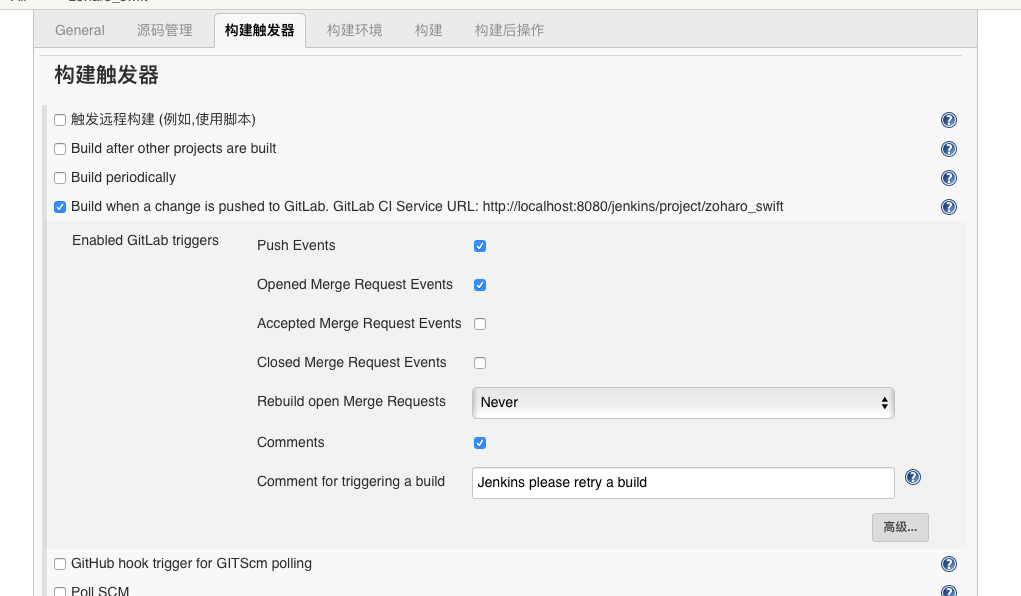 General 源码管理 构建触发器 构建环境 构建 构建后操作
构建触发器
触发远程构建 (例如,使用脚本)
Build after other projects are built
Build periodically
Build when a change is pushed to GitLab. GitLab CI Service URL: http://localhost:8080/jenkins/project/zoharo_swift
Enabled GitLab triggers
Push Events
Opened Merge Request Events
Accepted Merge Request Events
Closed Merge Request Events
Rebuild open Merge Requests Never
Comments
Comment for triggering a build Jenkins please retry a build
高级...
GitHub hook trigger for GITScm polling
Poll SCM